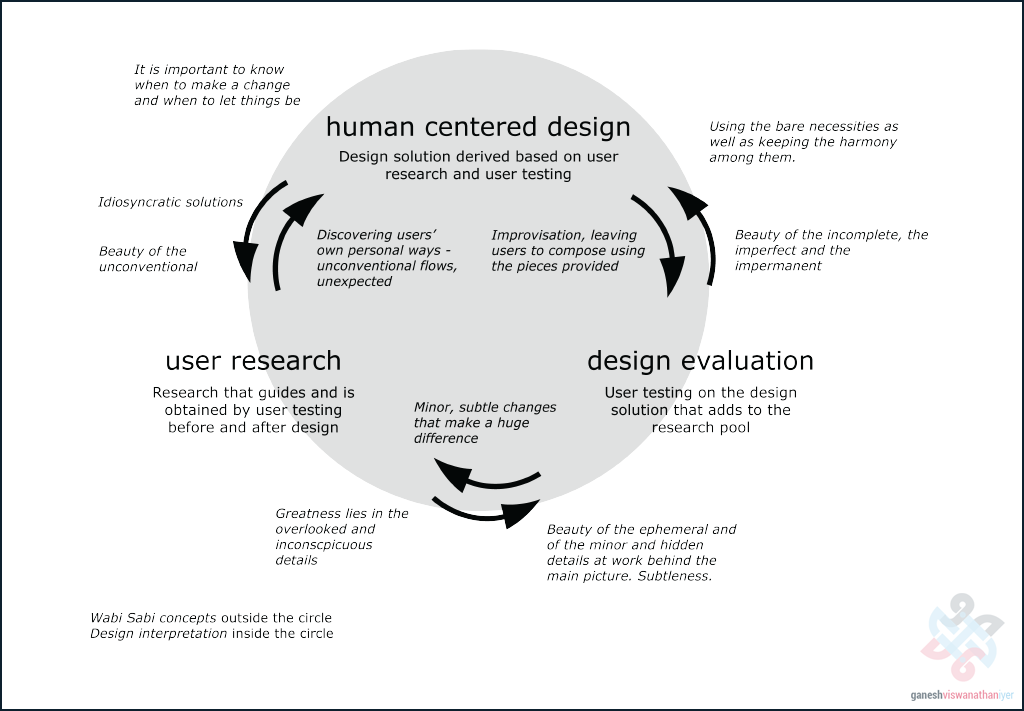 It is important to know
when to make a change
and when to let things be
human centered design
Design solution derived based on user
research and user testing
Using the bare necessities as
well as keeping the harmony
among them.
Idiosyncratic solutions
Beauty of the
unconventional
Discovering users’
own personal ways -
unconventional flows,
unexpected
Improvisation, leaving
users to compose using
the pieces provided
Beauty of the incomplete, the
imperfect and the
impermanent
user research
Research that guides and is
obtained by user testing
before and after design
design evaluation
User testing on the design
solution that adds to the
research pool
Minor, subtle changes
that make a huge
difference
Greatness lies in the
overlooked and
inconscpicuous
details
Beauty of the ephemeral and
of the minor and hidden
details at work behind the
main picture. Subtleness.
Wabi Sabi concepts outside the circle
Design interpretation inside the circle
ganeshviswanathaniyer